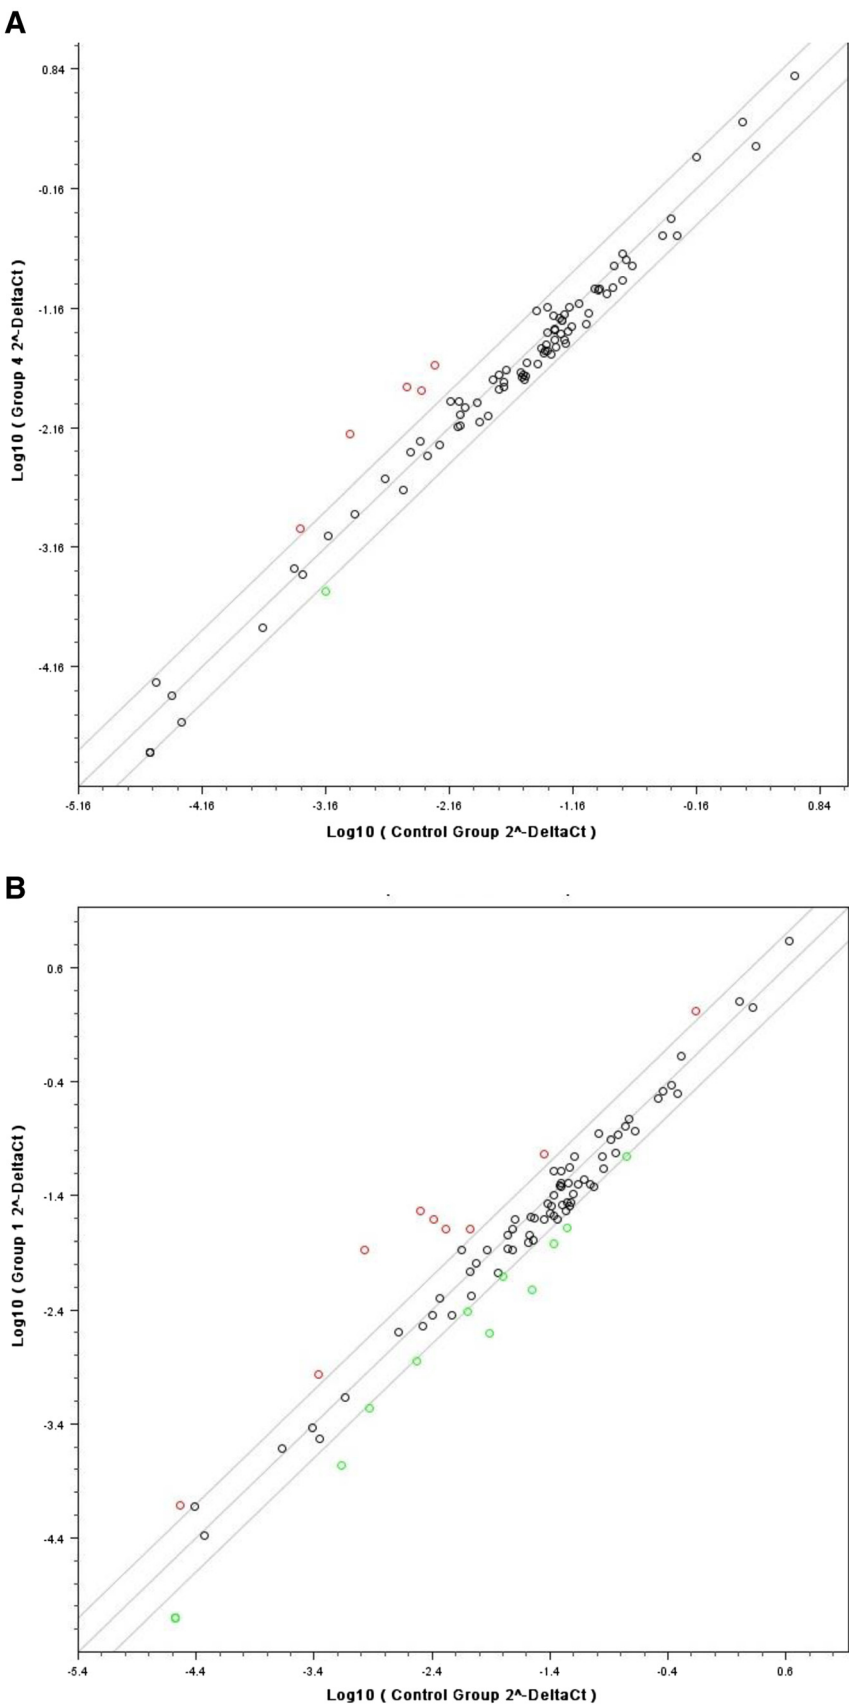 A
0.84
-0.16
-1.16
-2.16
-3.16
-4.16
Log10 ( Group 4 2^-DeltaCt )
-5.16 -4.16 -3.16 -2.16 -1.16 -0.16 0.84
Log10 ( Control Group 2^-DeltaCt )
B
0.6
-0.4
-1.4
-2.4
-3.4
-4.4
Log10 ( Group 1 2^-DeltaCt )
-5.4 -4.4 -3.4 -2.4 -1.4 -0.4 0.6
Log10 ( Control Group 2^-DeltaCt )